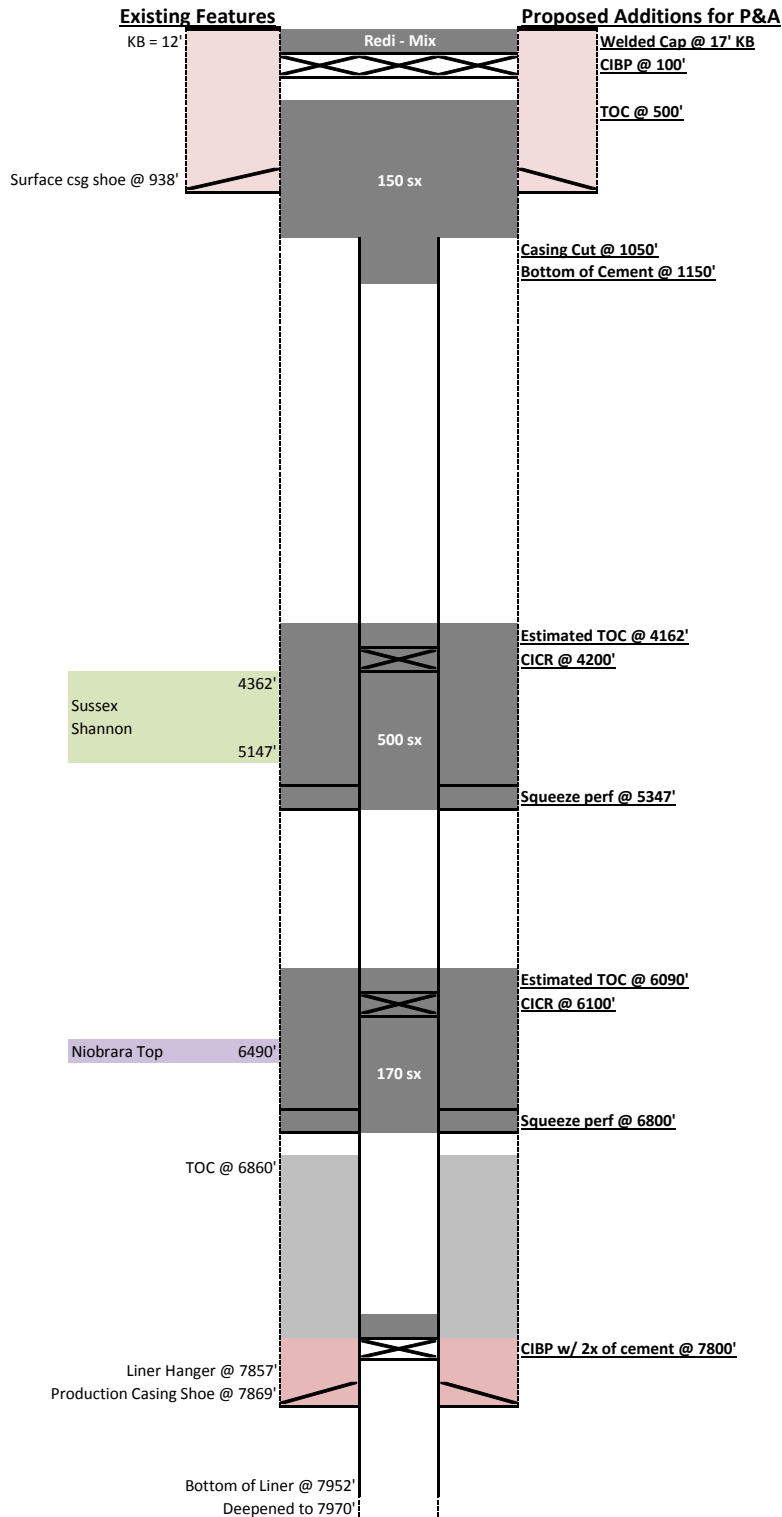 Existing Features
Proposed Additions for P&A
KB = 12'
Redi - Mix
Welded Cap @ 17' KB
CIBP @ 100'
TOC @ 500'
Surface csg shoe @ 938'
150 sx
Casing Cut @ 1050'
Bottom of Cement @ 1150'
Estimated TOC @ 4162'
CICR @ 4200'
4362'
Sussex
Shannon
5147'
500 sx
Squeeze perf @ 5347'
Estimated TOC @ 6090'
CICR @ 6100'
Niobrara Top 6490'
170 sx
Squeeze perf @ 6800'
TOC @ 6860'
CIBP w/ 2x of cement @ 7800'
Liner Hanger @ 7857'
Production Casing Shoe @ 7869'
Bottom of Liner @ 7952'
Deepened to 7970'